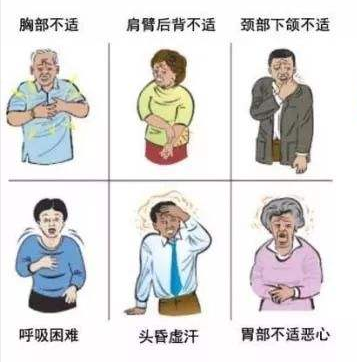 胸部不适
肩臂后背不适
颈部下颌不适
呼吸困难
头昏虚汗
胃部不适恶心